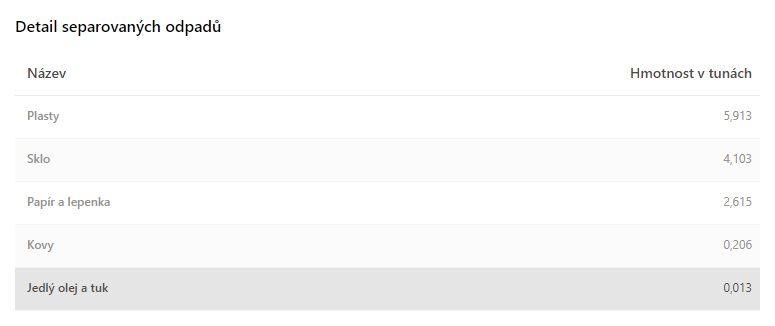 Detail separovaných odpadů
Název Hmotnost v tunách
Plasty 5,913
Sklo 4,103
Papír a lepenka 2,615
Kovy 0,206
Jedlý olej a tuk 0,013